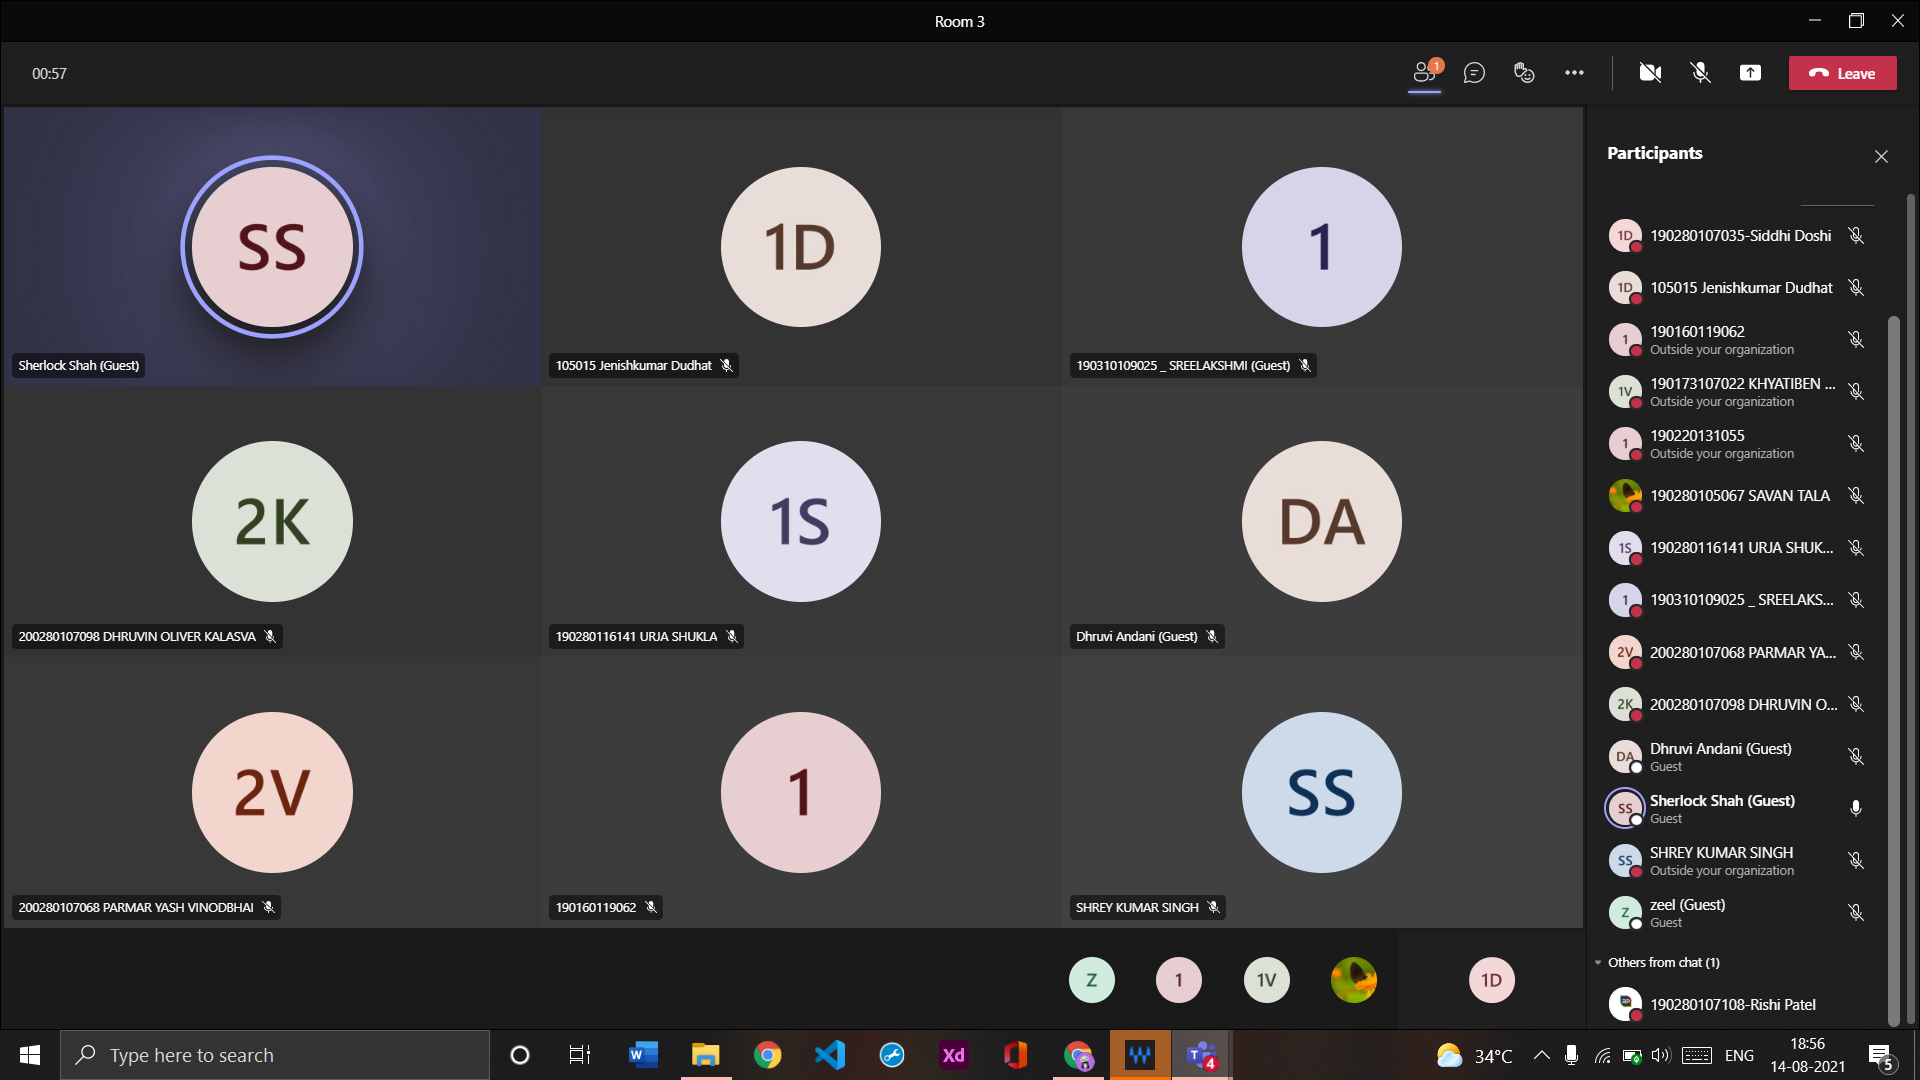 Room 3
00:57
1
Leave
SS
Sherlock Shah (Guest)
1D
105015 Jenishkumar Dudhat
1
190310109025 _ SREELAKSHMI (Guest)
2K
200280107098 DHRUVIN OLIVER KALASVA
1S
190280116141 URJA SHUKLA
DA
Dhruvi Andani (Guest)
2V
200280107068 PARMAR YASH VINODBHAI
1
190160119062
SS
SHREY KUMAR SINGH
Z
1
1V
1D
Participants
1D
190280107035-Siddhi Doshi
1D
105015 Jenishkumar Dudhat
1
190160119062
Outside your organization
1V
190173107022 KHYATIBEN ...
Outside your organization
1
190220131055
Outside your organization
190280105067 SAVAN TALA
1S
190280116141 URJA SHUK...
1
190310109025 _ SREELAKS...
2V
200280107068 PARMAR YA...
2K
200280107098 DHRUVIN O...
DA
Dhruvi Andani (Guest)
Guest
SS
Sherlock Shah (Guest)
Guest
SS
SHREY KUMAR SINGH
Outside your organization
Z
zeel (Guest)
Guest
Others from chat (1)
190280107108-Rishi Patel
Type here to search
W
Xd
W
T
4
34°C
ENG
18:56
14-08-2021
5